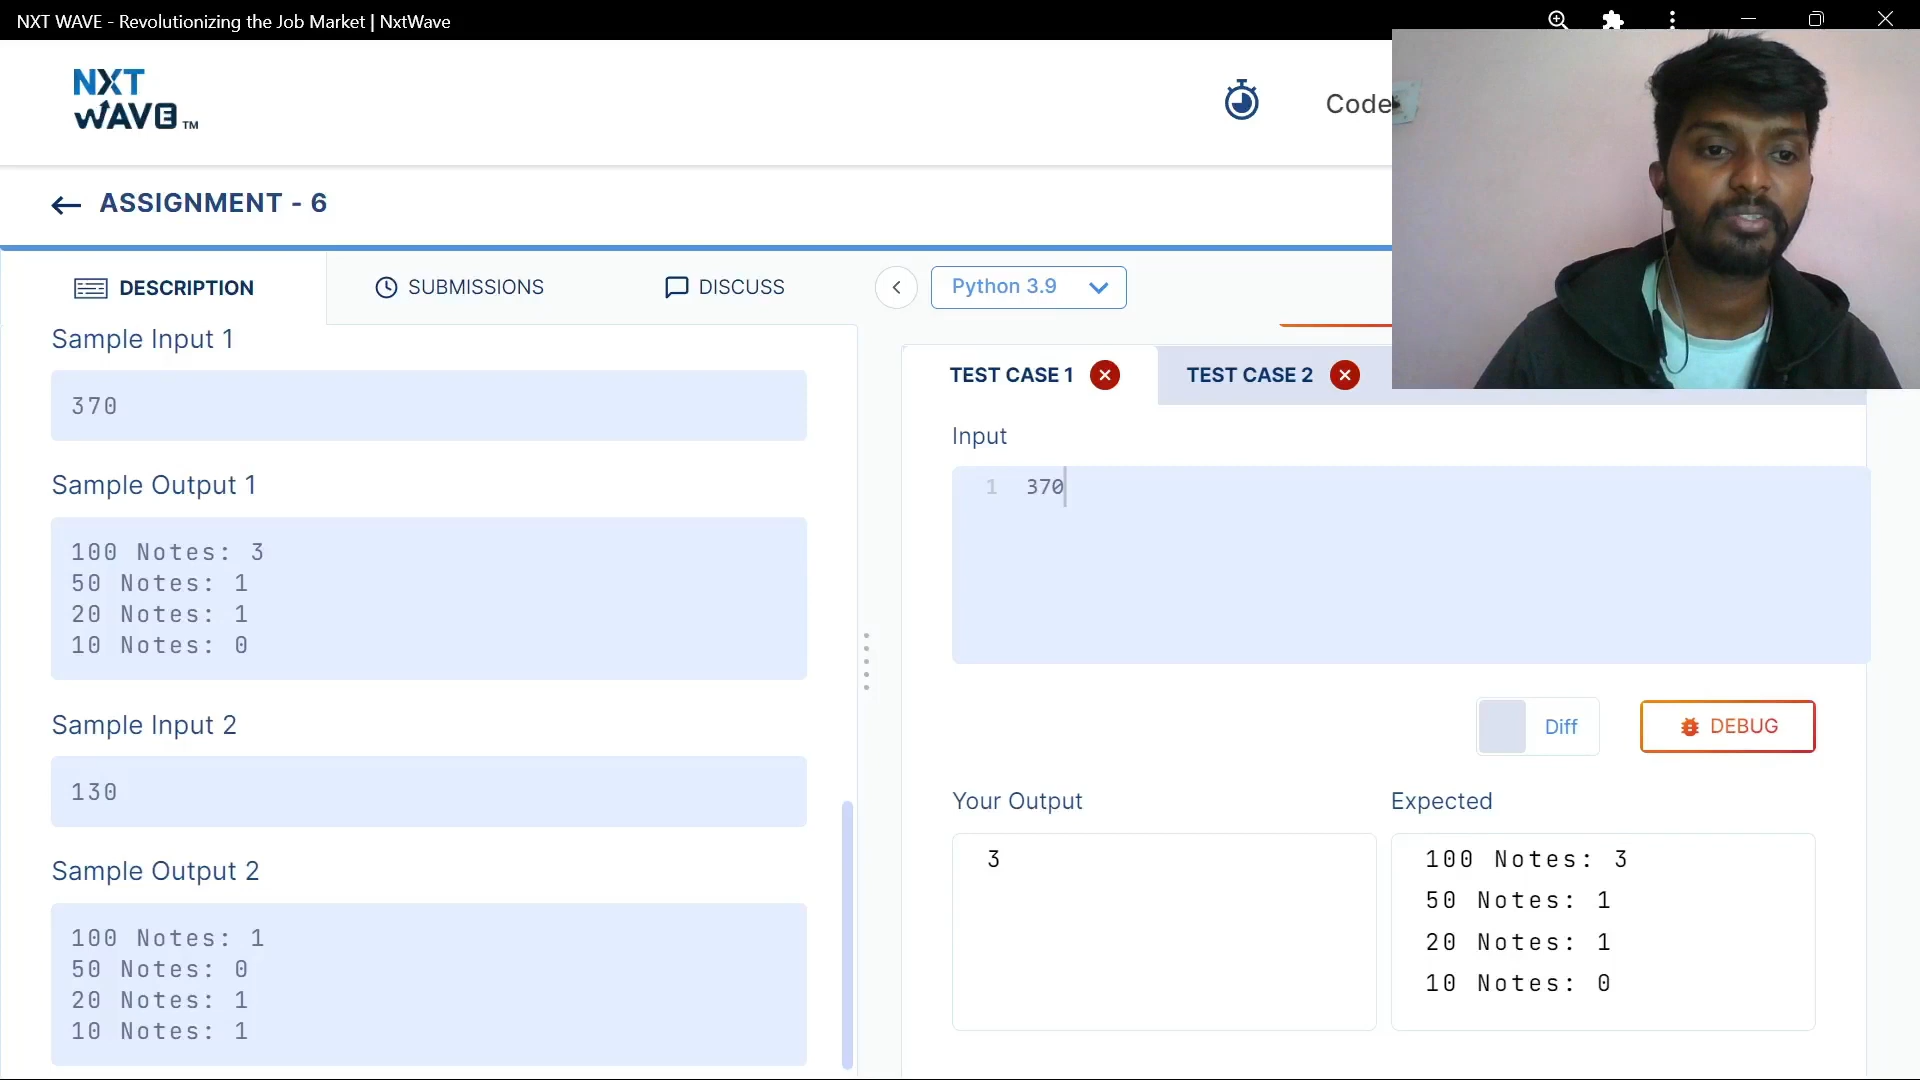 NXT WAVE - Revolutionizing the Job Market | NxtWave
NXT
WAVE TM
Code
ASSIGNMENT - 6
DESCRIPTION
SUBMISSIONS
DISCUSS
Python 3.9
Sample Input 1
370
Sample Output 1
100 Notes: 3
50 Notes: 1
20 Notes: 1
10 Notes: 0
Sample Input 2
130
Sample Output 2
100 Notes: 1
50 Notes: 0
20 Notes: 1
10 Notes: 1
TEST CASE 1
TEST CASE 2
Input
1 370
Diff
DEBUG
Your Output
3
Expected
100 Notes: 3
50 Notes: 1
20 Notes: 1
10 Notes: 0